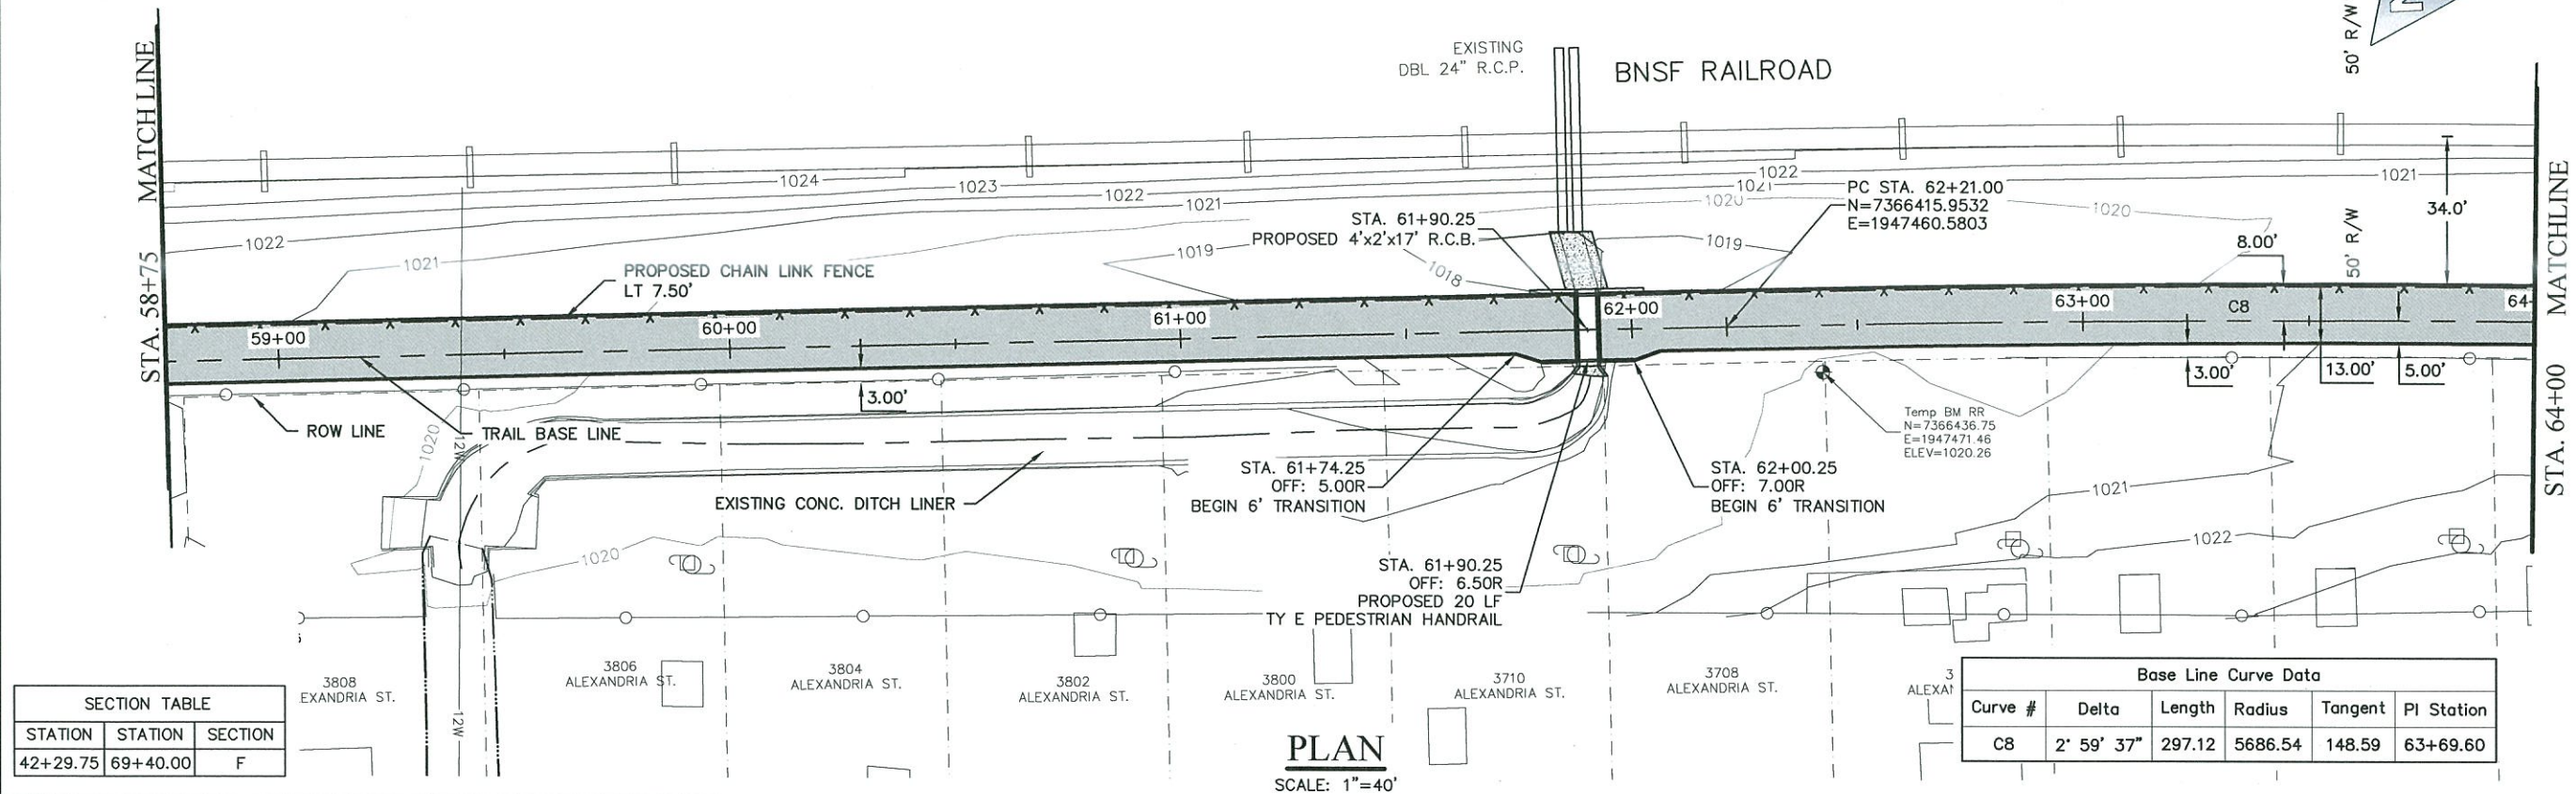 STA. 58+75 MATCHLINE
EXISTING
DBL 24" R.C.P.
BNSF RAILROAD
50' R/W
50' R/W
STA. 64+00 MATCHLINE
1024
1023
1022
1021
1022
1021
1022
1021
1020
1021
1020
1019
1019
1018
PC STA. 62+21.00
N=7366415.9532
E=1947460.5803
STA. 61+90.25
PROPOSED 4'x2'x17' R.C.B.
34.0'
8.00'
PROPOSED CHAIN LINK FENCE
LT 7.50'
59+00
60+00
61+00
62+00
63+00
C8
64+
3.00'
3.00'
13.00'
5.00'
ROW LINE
TRAIL BASE LINE
1020
12W
EXISTING CONC. DITCH LINER
STA. 61+74.25
OFF: 5.00R
BEGIN 6' TRANSITION
STA. 62+00.25
OFF: 7.00R
BEGIN 6' TRANSITION
Temp BM RR
N=7366436.75
E=1947471.46
ELEV=1020.26
1021
1022
1020
STA. 61+90.25
OFF: 6.50R
PROPOSED 20 LF
TY E PEDESTRIAN HANDRAIL
12W
3808
EXANDRIA ST.
3806
ALEXANDRIA ST.
3804
ALEXANDRIA ST.
3802
ALEXANDRIA ST.
3800
ALEXANDRIA ST.
3710
ALEXANDRIA ST.
3708
ALEXANDRIA ST.
3
ALEXA
SECTION TABLE
STATION STATION SECTION
42+29.75 69+40.00 F
Base Line Curve Data
Curve # Delta Length Radius Tangent PI Station
C8 2° 59' 37" 297.12 5686.54 148.59 63+69.60
PLAN
SCALE: 1"=40'